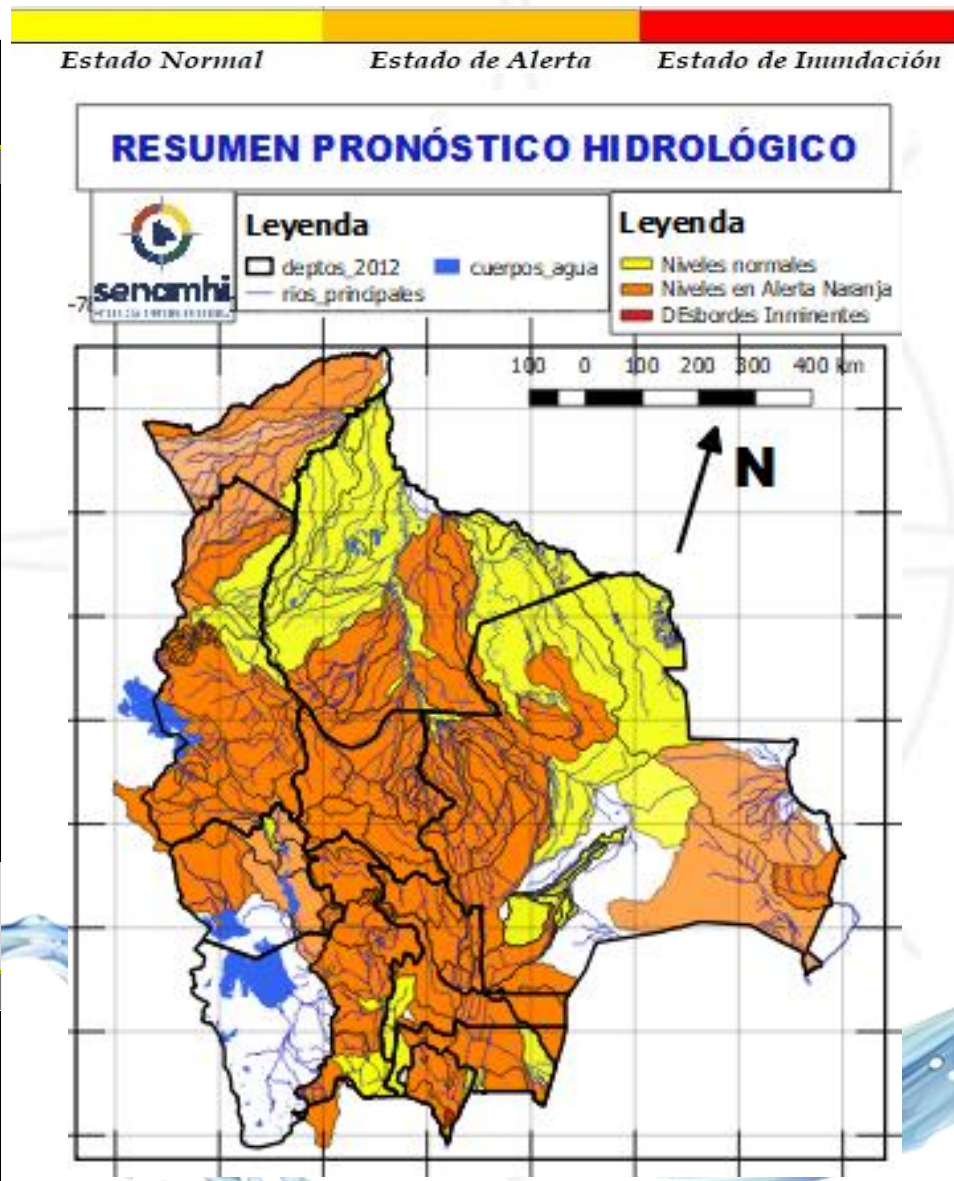 Estado Normal Estado de Alerta Estado de Inundación
RESUMEN PRONÓSTICO HIDROLÓGICO
senamhi
Leyenda
deptos_2012 cuerpos_agua
rios_principales
Leyenda
Niveles normales
Niveles en Alerta Naranja
DEsbordes Inminentes
100 0 100 200 300 400 km
N